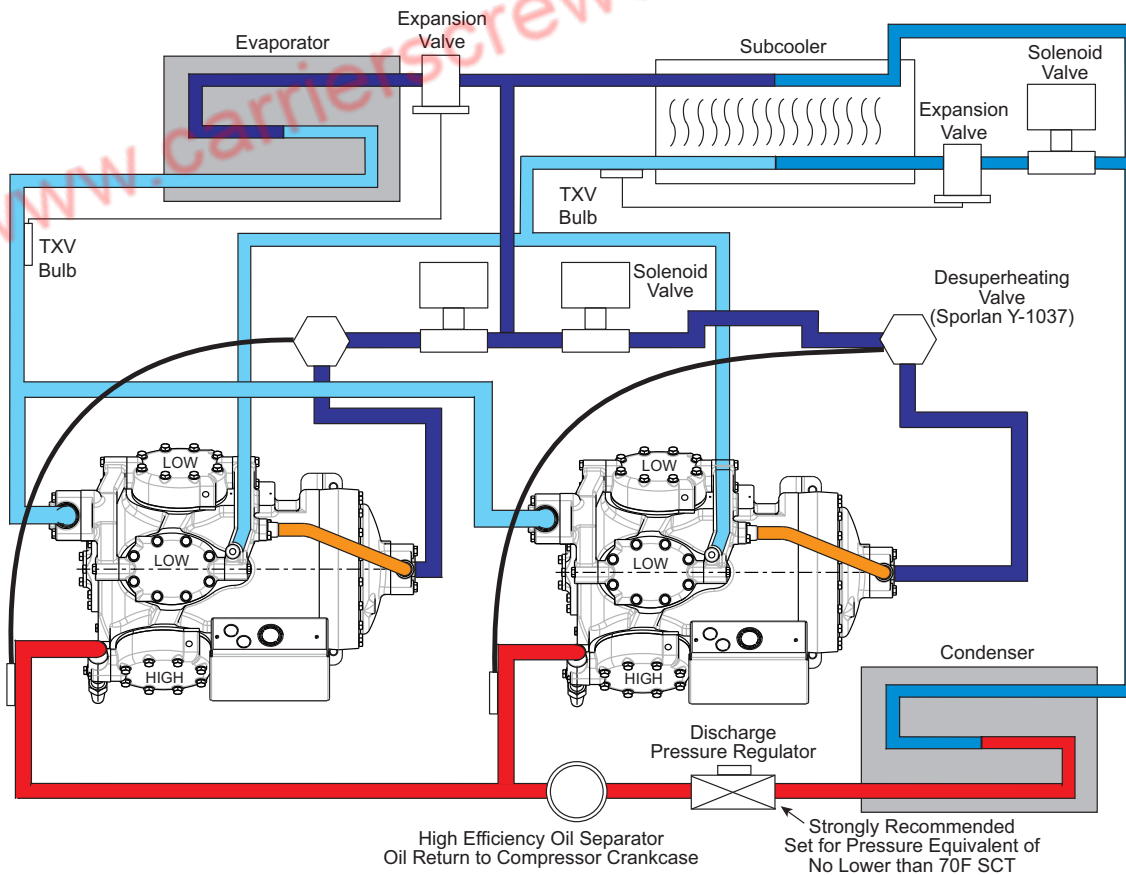 www.carrierscrew
Expansion
Valve
Evaporator
Subcooler
Solenoid
Valve
Expansion
Valve
TXV
Bulb
TXV
Bulb
Solenoid
Valve
Desuperheating
Valve
(Sporlan Y-1037)
LOW
LOW
LOW
LOW
HIGH
HIGH
Condenser
Discharge
Pressure Regulator
High Efficiency Oil Separator
Oil Return to Compressor Crankcase
Strongly Recommended
Set for Pressure Equivalent of
No Lower than 70F SCT